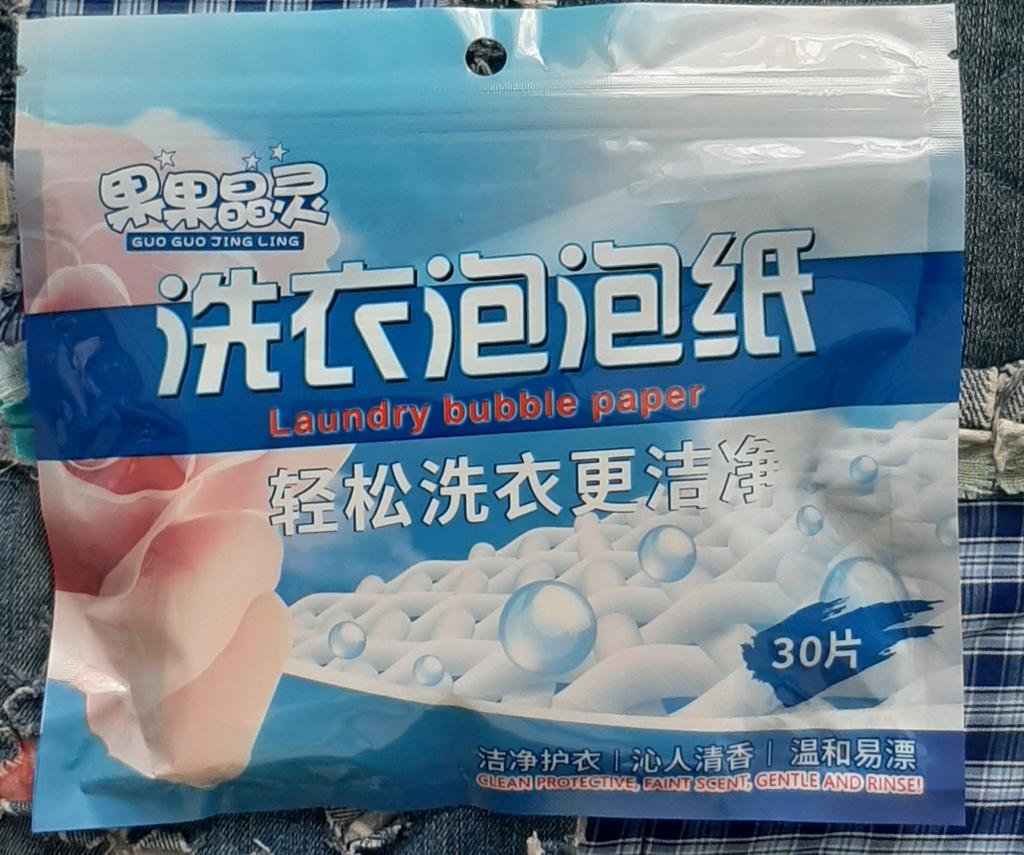 果果晶灵
GUO GUO JING LING
洗衣泡泡纸
Laundry bubble paper
轻松洗衣更洁净
30片
洁净护衣 | 沁人清香 | 温和易漂
CLEAN PROTECTIVE, FAINT SCENT, GENTLE AND RINSE!